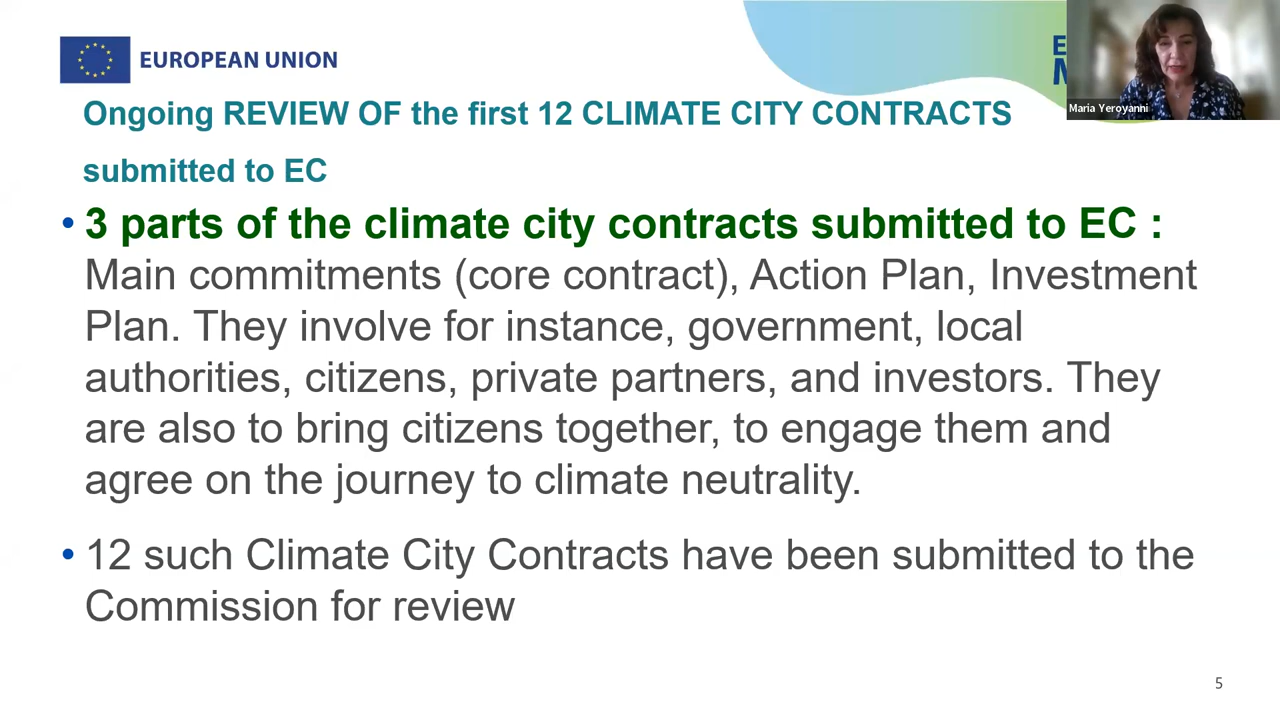 EUROPEAN UNION
Maria Yeroyanni
Ongoing REVIEW OF the first 12 CLIMATE CITY CONTRACTS
submitted to EC
• 3 parts of the climate city contracts submitted to EC :
Main commitments (core contract), Action Plan, Investment
Plan. They involve for instance, government, local
authorities, citizens, private partners, and investors. They
are also to bring citizens together, to engage them and
agree on the journey to climate neutrality.
• 12 such Climate City Contracts have been submitted to the
Commission for review
5